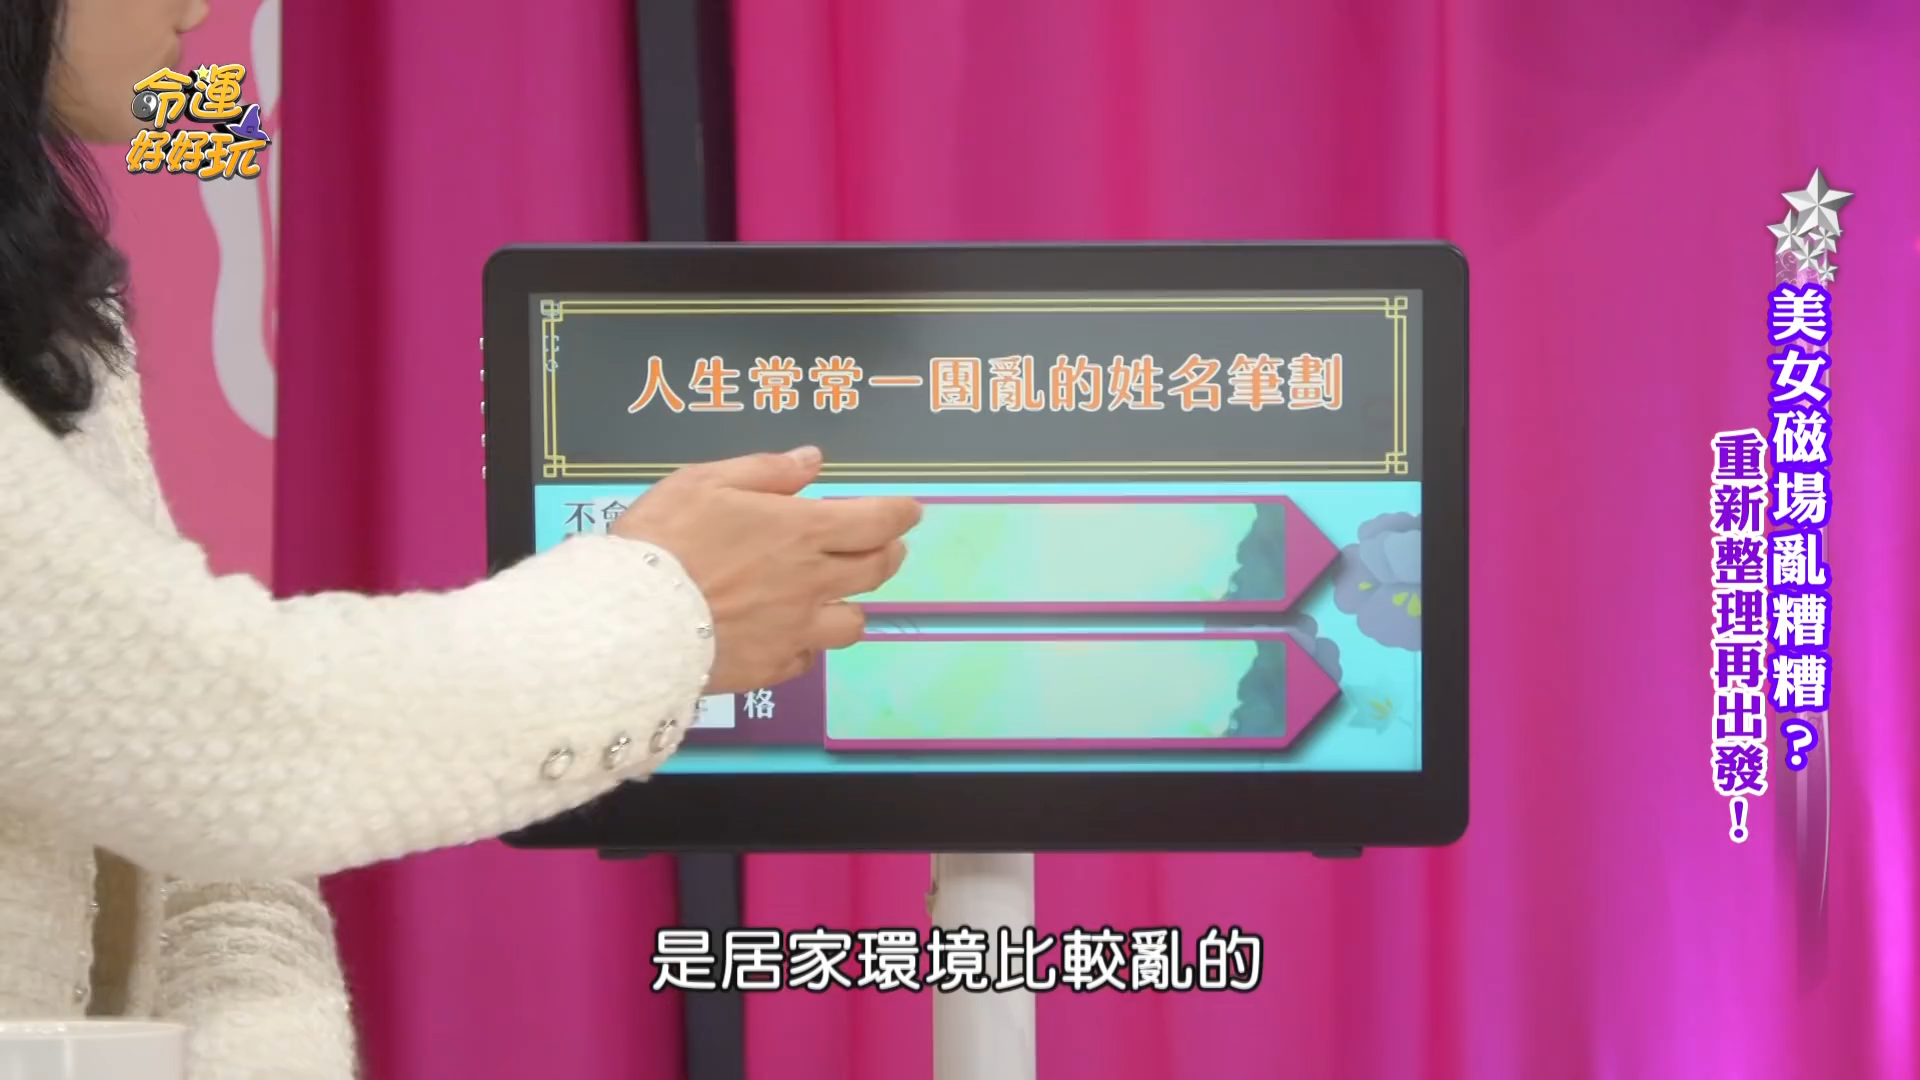 命運
好好玩
人生常常一團亂的姓名筆劃
不會
格
美女磁場亂糟糟？
重新整理再出發！
是居家環境比較亂的